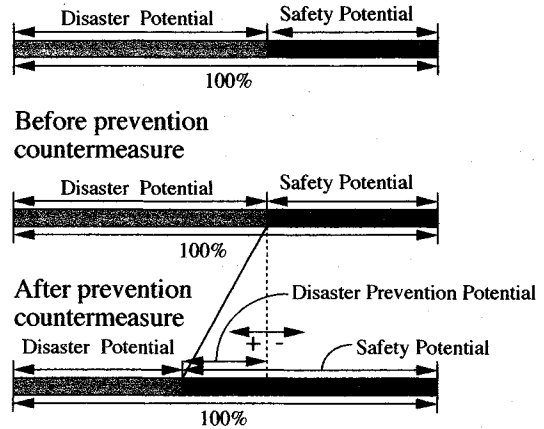 Disaster Potential Safety Potential
100%
Before prevention
countermeasure
Disaster Potential Safety Potential
100%
After prevention
countermeasure
Disaster Prevention Potential
+ -
Disaster Potential
Safety Potential
100%